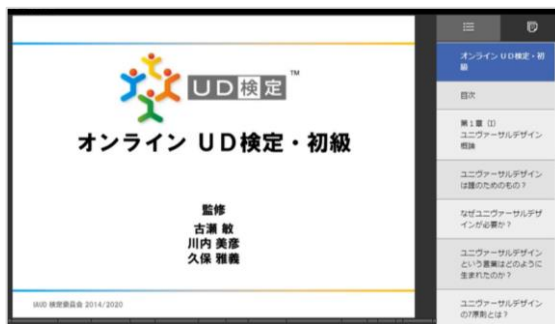 UD検定™
オンライン UD検定・初級
監修
古瀬 敏
川内 美彦
久保 雅義
IAUD 検定委員会 2014/2020
オンライン UD検定・初
級
目次
第1章 (1)
ユニヴァーサルデザイン
概論
ユニヴァーサルデザイン
は誰のためのもの？
なぜユニヴァーサルデザ
インが必要か？
ユニヴァーサルデザイン
という言葉はどのように
生まれたのか？
ユニヴァーサルデザイン
の7原則とは？